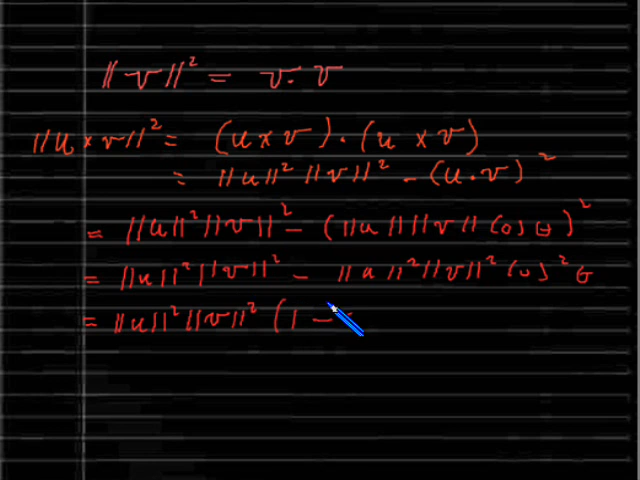 ||v||² = v. v
||u × v||² = (u × v) · (u × v)
= ||u||² ||v||² − (u · v)²
= ||u||² ||v||² − (||u|| ||v|| cos θ)²
= ||u||² ||v||² − ||u||² ||v||² cos² θ
= ||u||² ||v||² (1 −